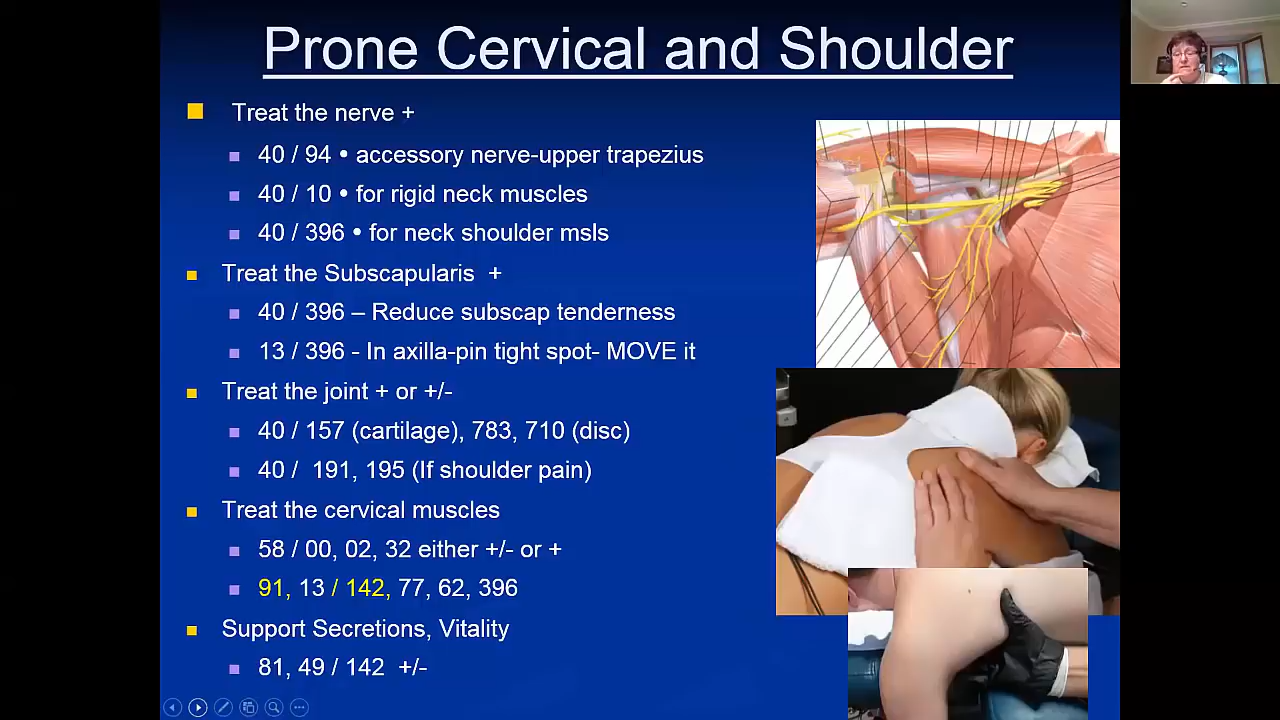 Prone Cervical and Shoulder
Treat the nerve +
40 / 94 • accessory nerve-upper trapezius
40 / 10 • for rigid neck muscles
40 / 396 • for neck shoulder msls
Treat the Subscapularis +
40 / 396 – Reduce subscap tenderness
13 / 396 - In axilla-pin tight spot- MOVE it
Treat the joint + or +/-
40 / 157 (cartilage), 783, 710 (disc)
40 / 191, 195 (If shoulder pain)
Treat the cervical muscles
58 / 00, 02, 32 either +/- or +
91, 13 / 142, 77, 62, 396
Support Secretions, Vitality
81, 49 / 142 +/-